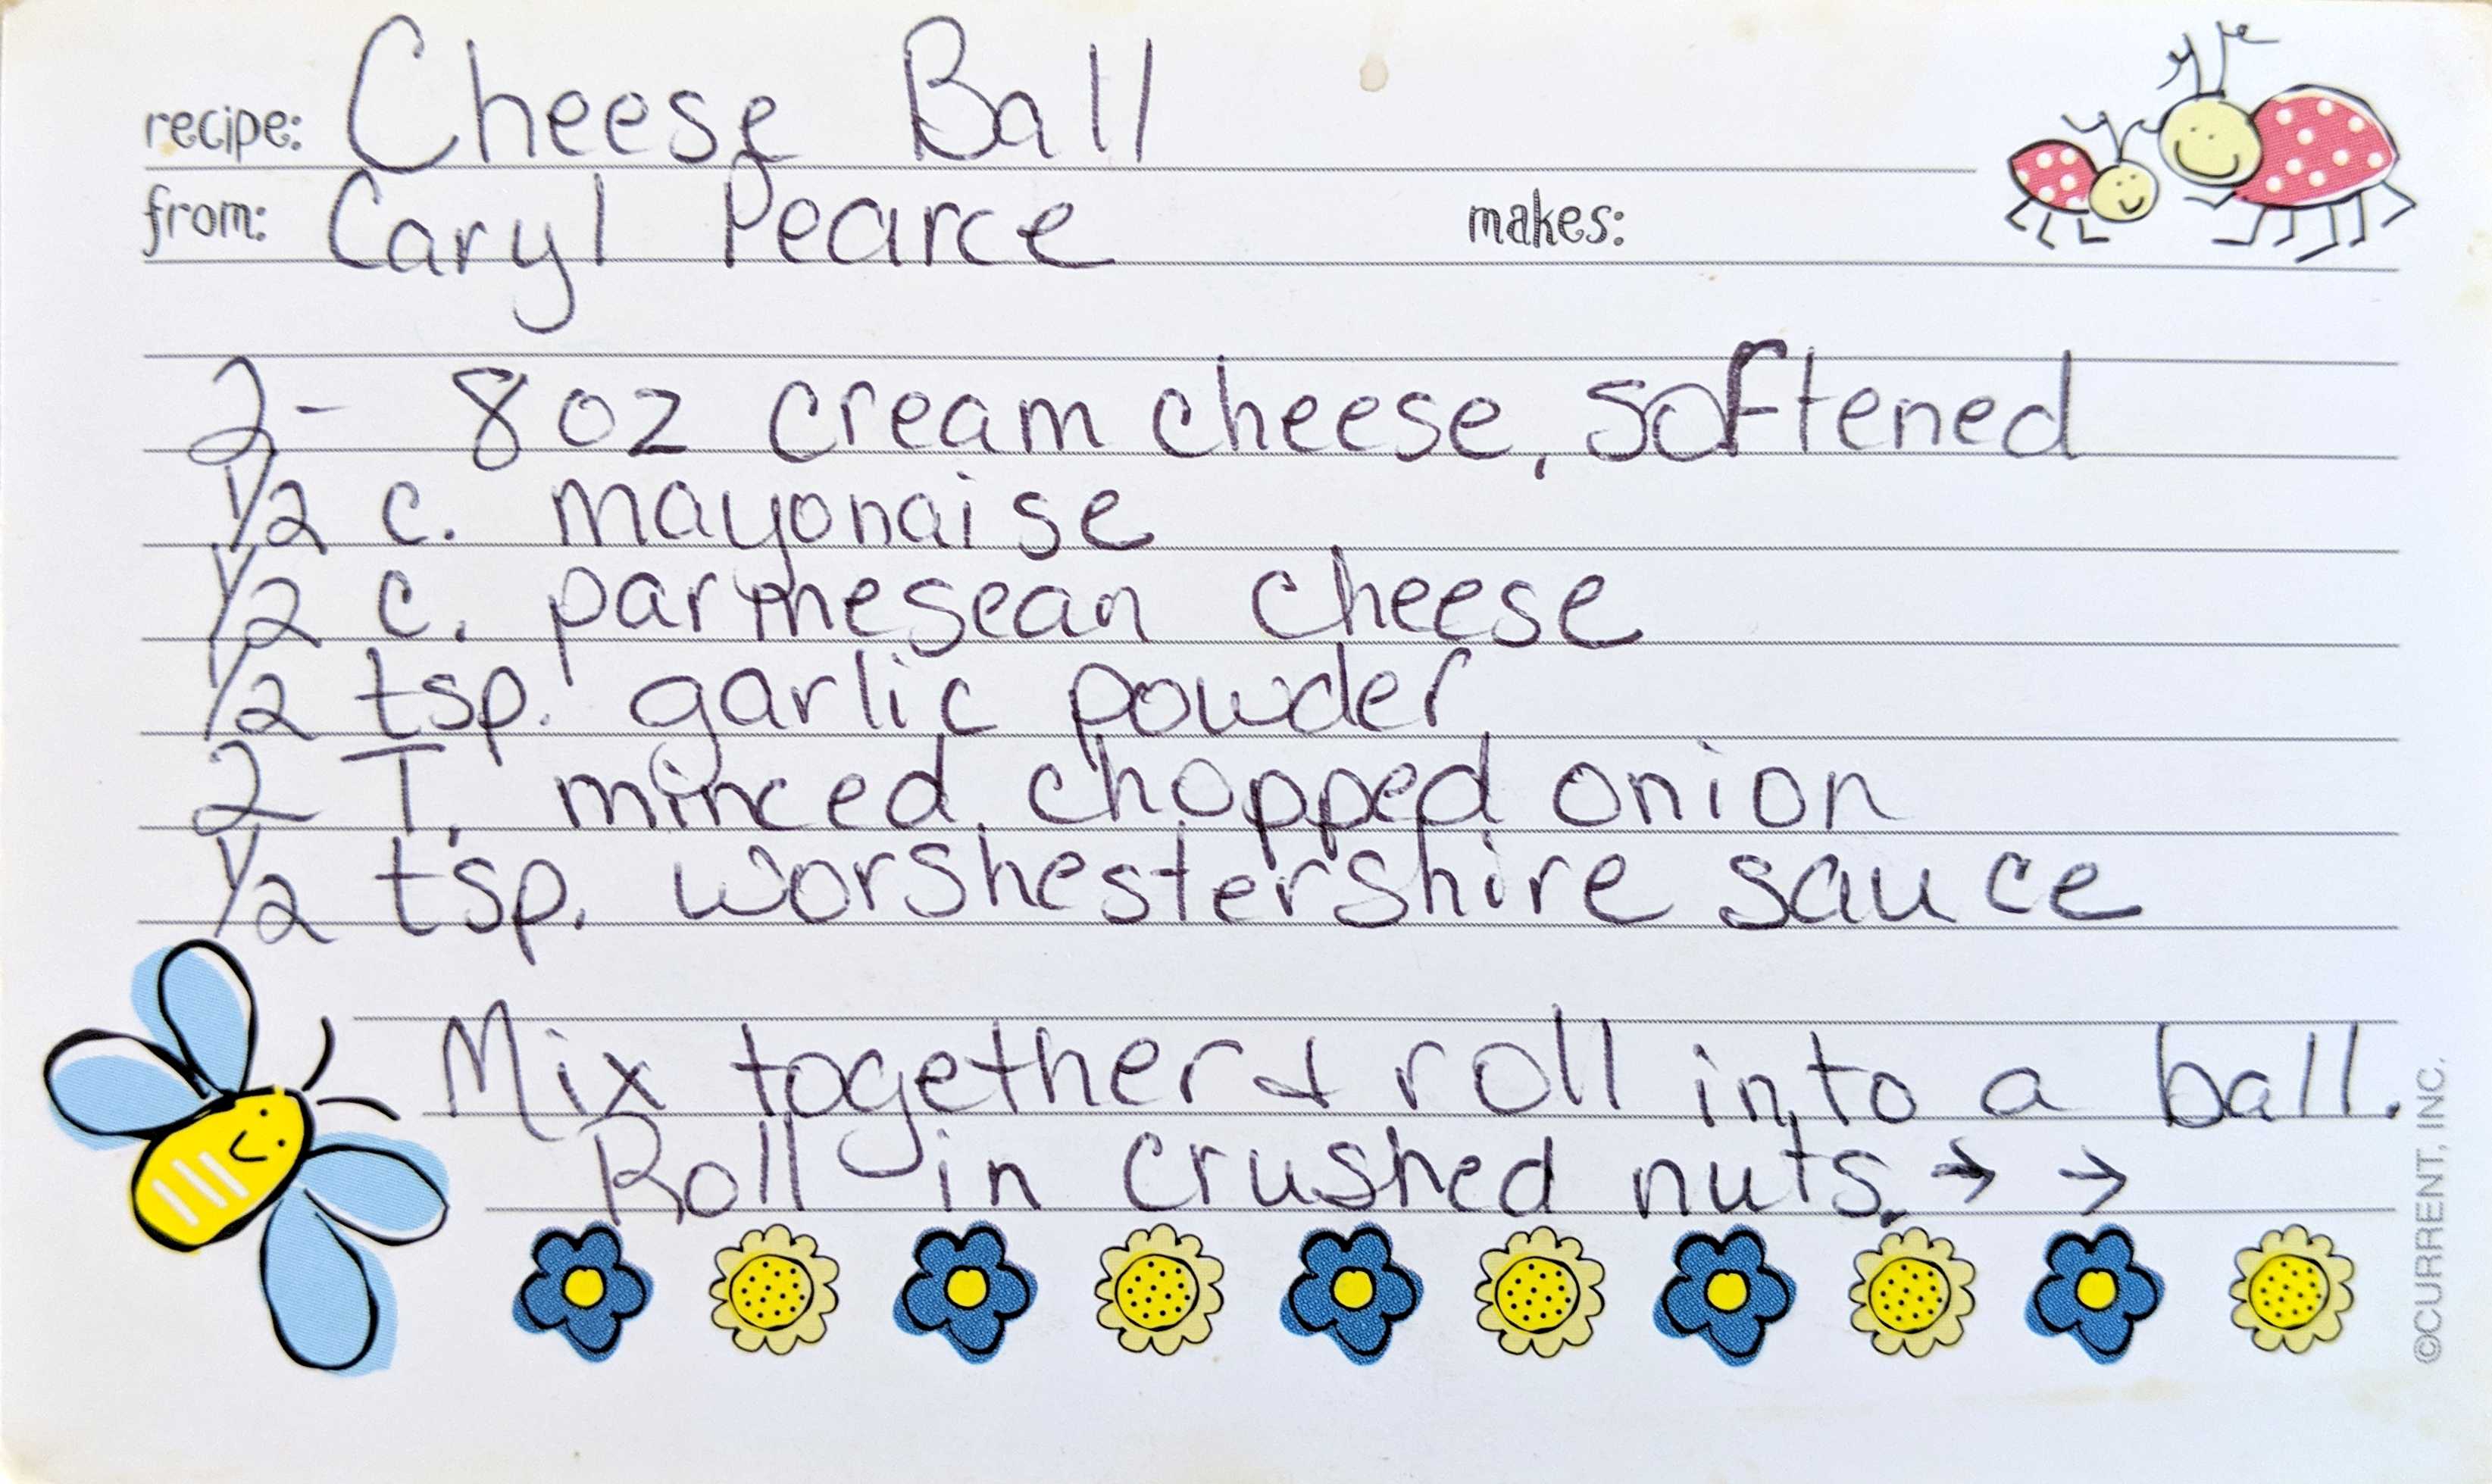 recipe: Cheese Ball
from: Caryl Pearce makes:
2- 8 oz cream cheese, softened
1/2 c. mayonaise
1/2 c. parmesean cheese
1/2 tsp. garlic powder
2 T. minced, chopped onion
1/2 tsp. worshestershire sauce
Mix together & roll into a ball.
Roll in crushed nuts. → →
©CURRENT, INC.